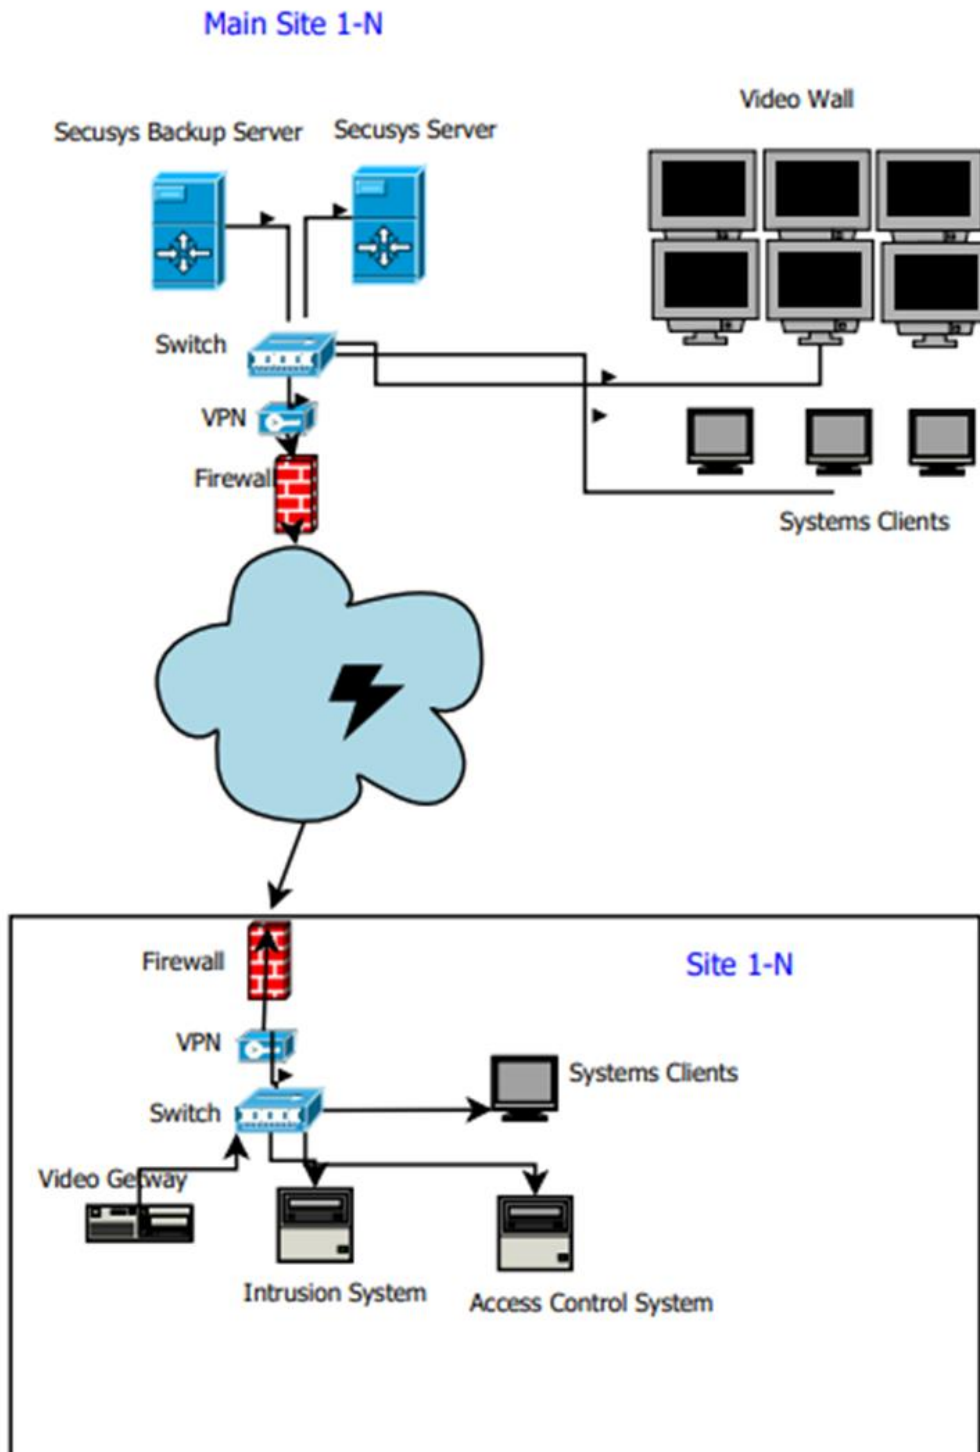 Main Site 1-N
Video Wall
Secusys Backup Server
Secusys Server
Switch
VPN
Firewall
Systems Clients
Firewall
Site 1-N
VPN
Systems Clients
Switch
Video Getway
Intrusion System
Access Control System